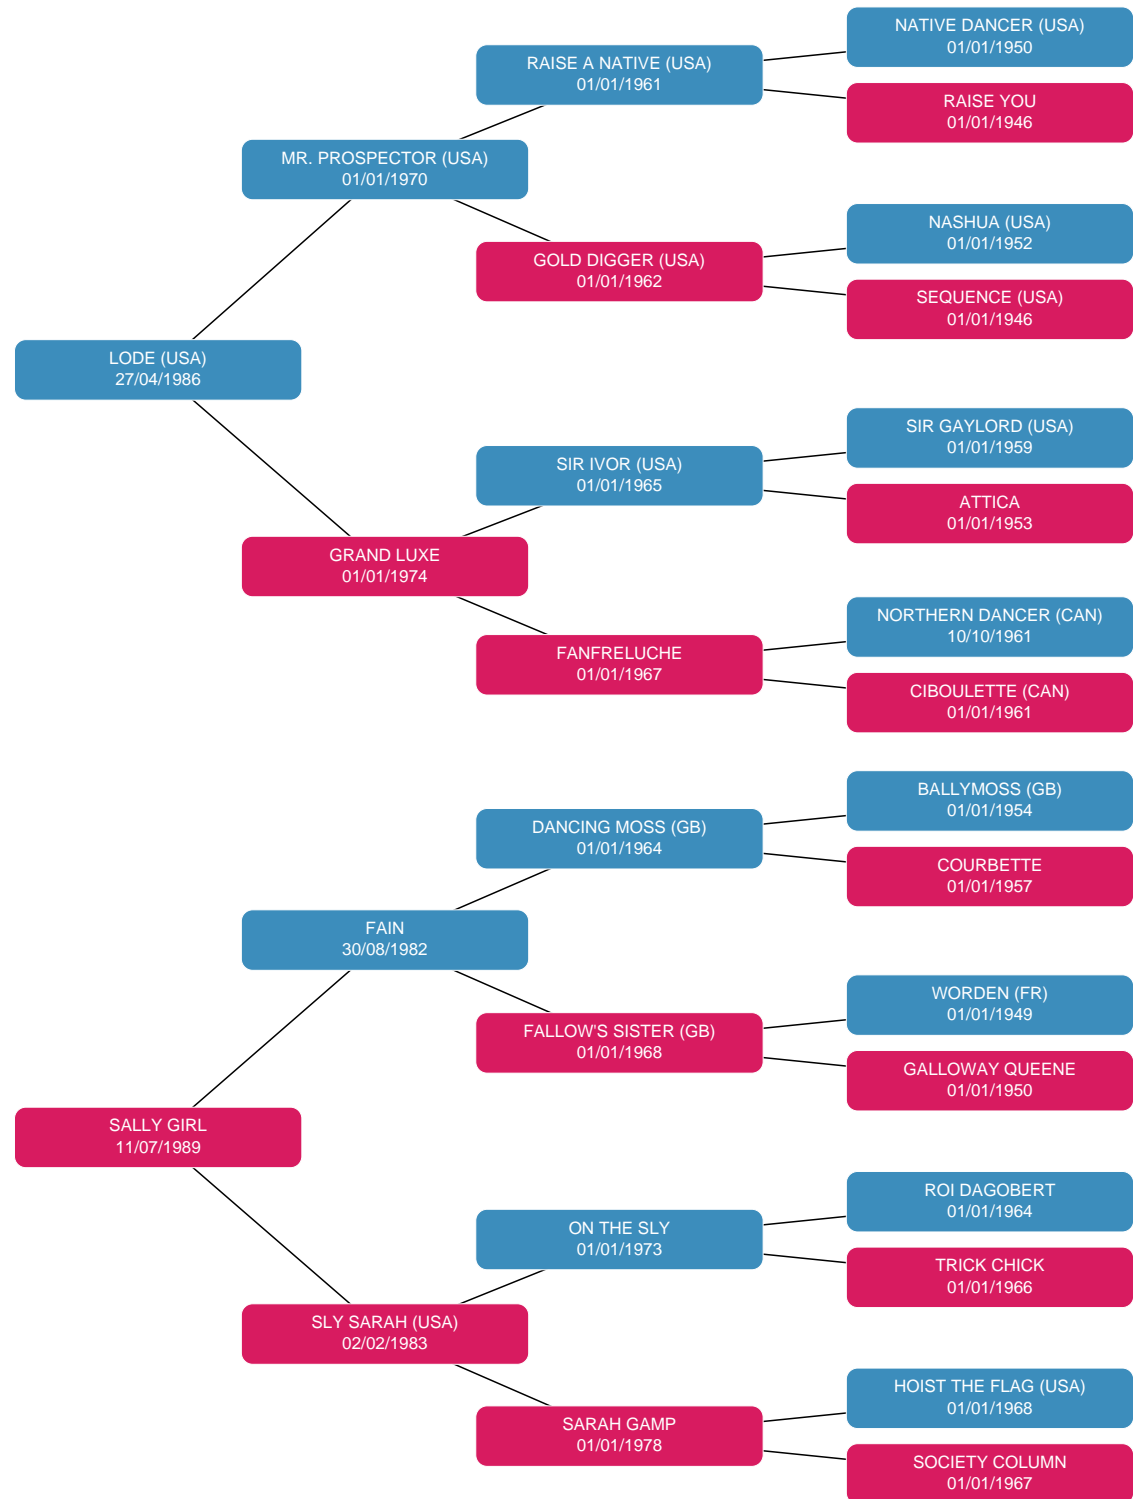 NATIVE DANCER (USA)
01/01/1950
RAISE A NATIVE (USA)
01/01/1961
RAISE YOU
01/01/1946
MR. PROSPECTOR (USA)
01/01/1970
NASHUA (USA)
01/01/1952
GOLD DIGGER (USA)
01/01/1962
SEQUENCE (USA)
01/01/1946
LODE (USA)
27/04/1986
SIR GAYLORD (USA)
01/01/1959
SIR IVOR (USA)
01/01/1965
ATTICA
01/01/1953
GRAND LUXE
01/01/1974
NORTHERN DANCER (CAN)
10/10/1961
FANFRELUCHE
01/01/1967
CIBOULETTE (CAN)
01/01/1961
BALLYMOSS (GB)
01/01/1954
DANCING MOSS (GB)
01/01/1964
COURBETTE
01/01/1957
FAIN
30/08/1982
WORDEN (FR)
01/01/1949
FALLOW'S SISTER (GB)
01/01/1968
GALLOWAY QUEENE
01/01/1950
SALLY GIRL
11/07/1989
ROI DAGOBERT
01/01/1964
ON THE SLY
01/01/1973
TRICK CHICK
01/01/1966
SLY SARAH (USA)
02/02/1983
HOIST THE FLAG (USA)
01/01/1968
SARAH GAMP
01/01/1978
SOCIETY COLUMN
01/01/1967